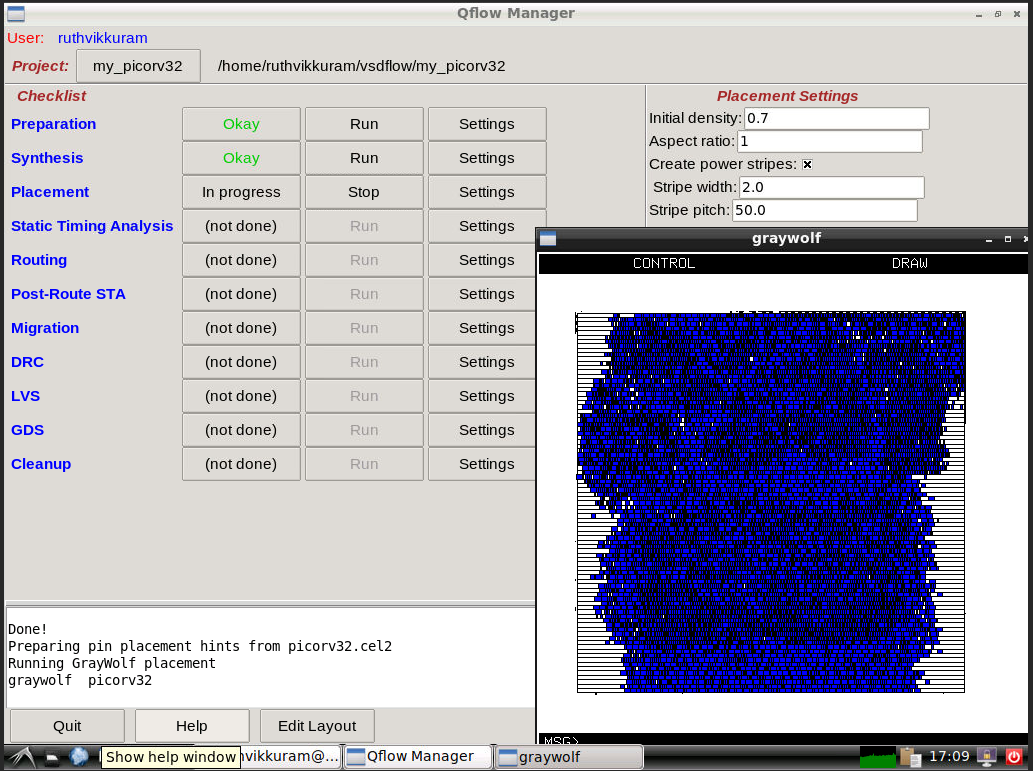 Qflow Manager
User: ruthvikkuram
Project: my_picorv32 /home/ruthvikkuram/vsdflow/my_picorv32
Checklist
Preparation Okay Run Settings
Synthesis Okay Run Settings
Placement In progress Stop Settings
Static Timing Analysis (not done) Run Settings
Routing (not done) Run Settings
Post-Route STA (not done) Run Settings
Migration (not done) Run Settings
DRC (not done) Run Settings
LVS (not done) Run Settings
GDS (not done) Run Settings
Cleanup (not done) Run Settings
Placement Settings
Initial density: 0.7
Aspect ratio: 1
Create power stripes:
Stripe width: 2.0
Stripe pitch: 50.0
graywolf
CONTROL DRAW
MSG>
Done!
Preparing pin placement hints from picorv32.cel2
Running GrayWolf placement
graywolf picorv32
Quit Help Edit Layout
Show help window vikkuram@... Qflow Manager graywolf 17:09